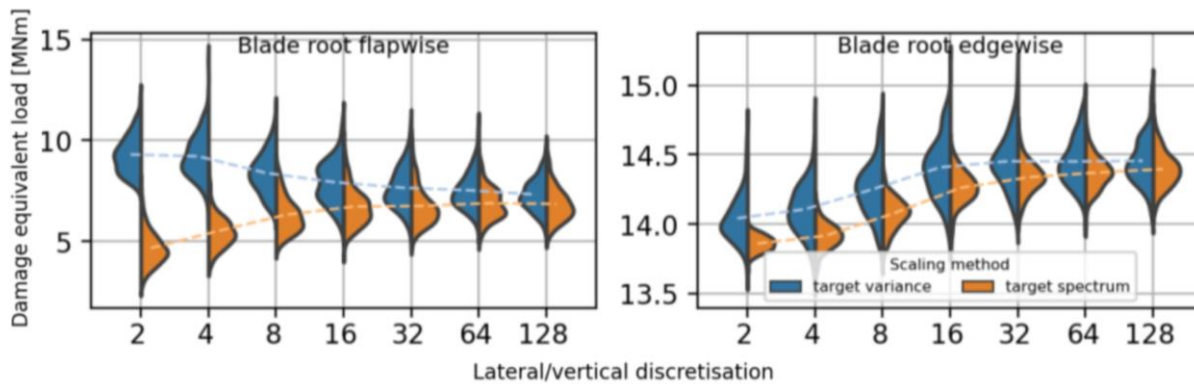 Damage equivalent load [MNm]
Blade root flapwise
15
10
5
2 4 8 16 32 64 128
Blade root edgewise
15.0
14.5
14.0
13.5
Scaling method
target variance target spectrum
2 4 8 16 32 64 128
Lateral/vertical discretisation